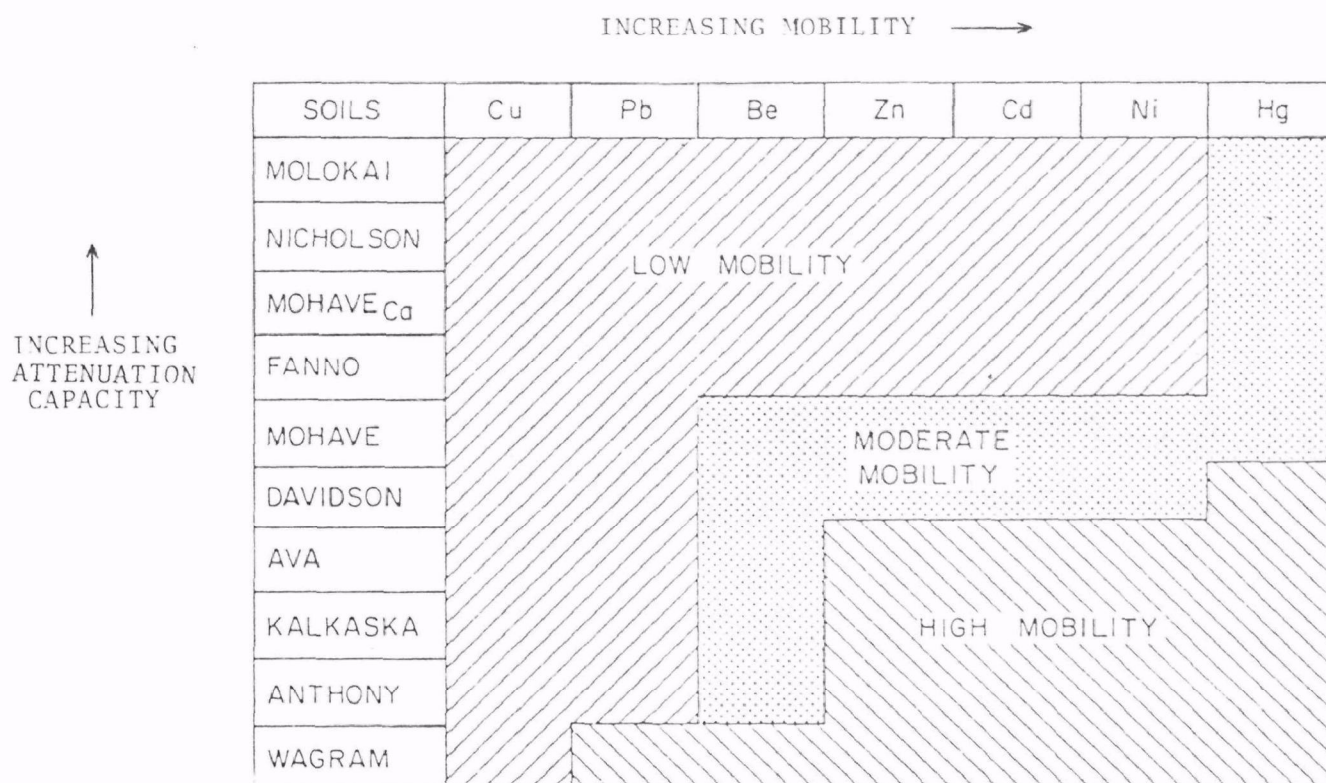 INCREASING MOBILITY →
SOILS Cu Pb Be Zn Cd Ni Hg
MOLOKAI
NICHOLSON
LOW MOBILITY
MOHAVE Ca
INCREASING
ATTENUATION
CAPACITY
FANNO
MOHAVE
MODERATE
MOBILITY
DAVIDSON
AVA
KALKASKA
HIGH MOBILITY
ANTHONY
WAGRAM